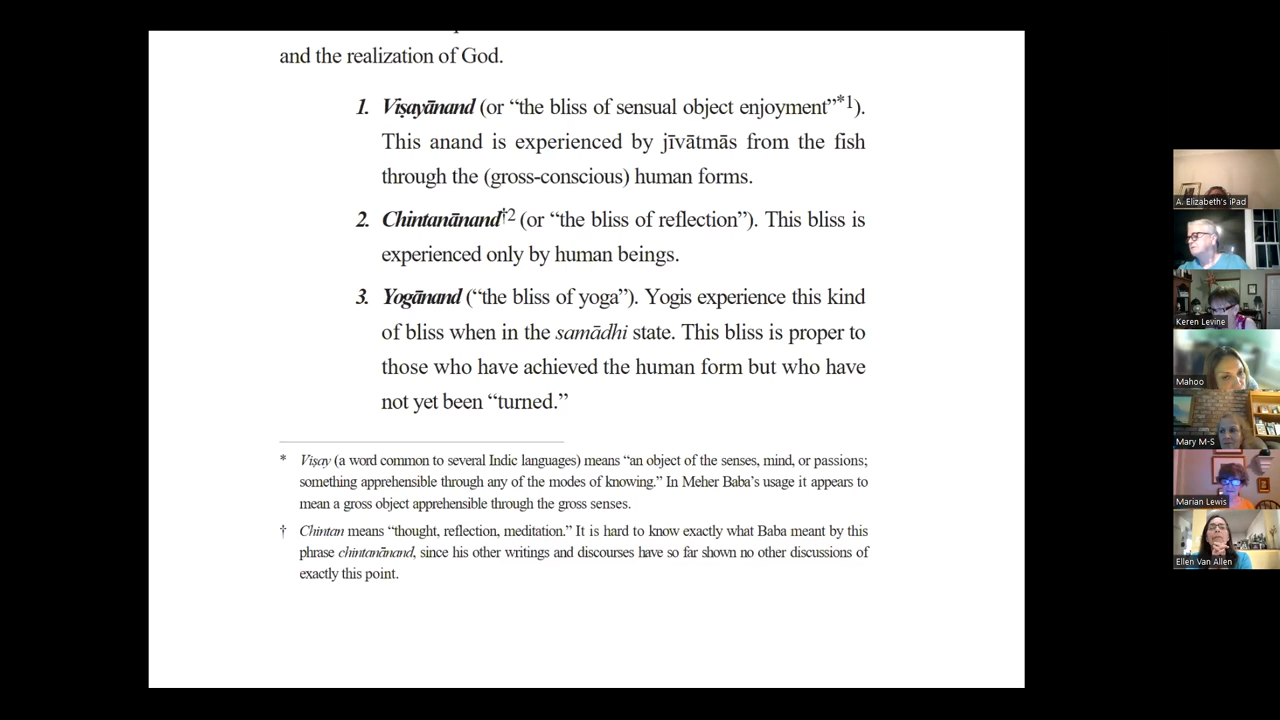 and the realization of God.
1. Viṣayānand (or “the bliss of sensual object enjoyment”*1).
This anand is experienced by jīvātmās from the fish
through the (gross-conscious) human forms.
2. Chintanānand†2 (or “the bliss of reflection”). This bliss is
experienced only by human beings.
3. Yogānand (“the bliss of yoga”). Yogis experience this kind
of bliss when in the samādhi state. This bliss is proper to
those who have achieved the human form but who have
not yet been “turned.”
* Viṣay (a word common to several Indic languages) means “an object of the senses, mind, or passions;
something apprehensible through any of the modes of knowing.” In Meher Baba’s usage it appears to
mean a gross object apprehensible through the gross senses.
† Chintan means “thought, reflection, meditation.” It is hard to know exactly what Baba meant by this
phrase chintanānand, since his other writings and discourses have so far shown no other discussions of
exactly this point.
A. Elizabeth's iPad
Keren Levine
Mahoo
Mary M-S
Marian Lewis
Ellen Van Allen